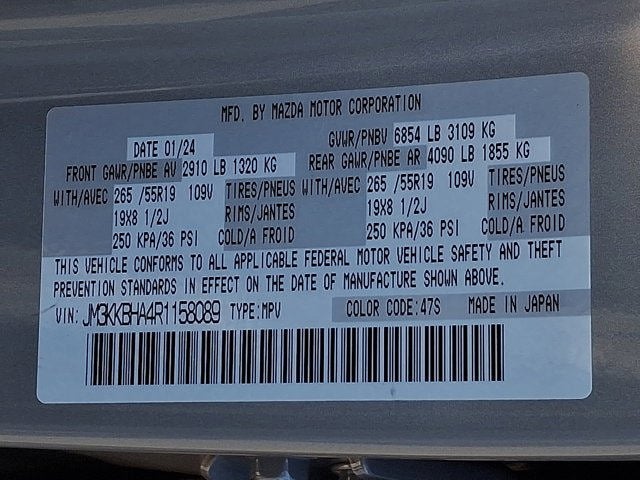 MFD. BY MAZDA MOTOR CORPORATION
DATE 01/24 GVWR/PNBV 6854 LB 3109 KG
FRONT GAWR/PNBE AV 2910 LB 1320 KG REAR GAWR/PNBE AR 4090 LB 1855 KG
WITH/AVEC 265 /55R19 109V TIRES/PNEUS WITH/AVEC 265 /55R19 109V TIRES/PNEUS
19X8 1/2J RIMS/JANTES 19X8 1/2J RIMS/JANTES
250 KPA/36 PSI COLD/A FROID 250 KPA/36 PSI COLD/A FROID
THIS VEHICLE CONFORMS TO ALL APPLICABLE FEDERAL MOTOR VEHICLE SAFETY AND THEFT
PREVENTION STANDARDS IN EFFECT ON THE DATE OF MANUFACTURE SHOWN ABOVE.
VIN: JM3KKBHA4R1158089 TYPE:MPV COLOR CODE:47S MADE IN JAPAN